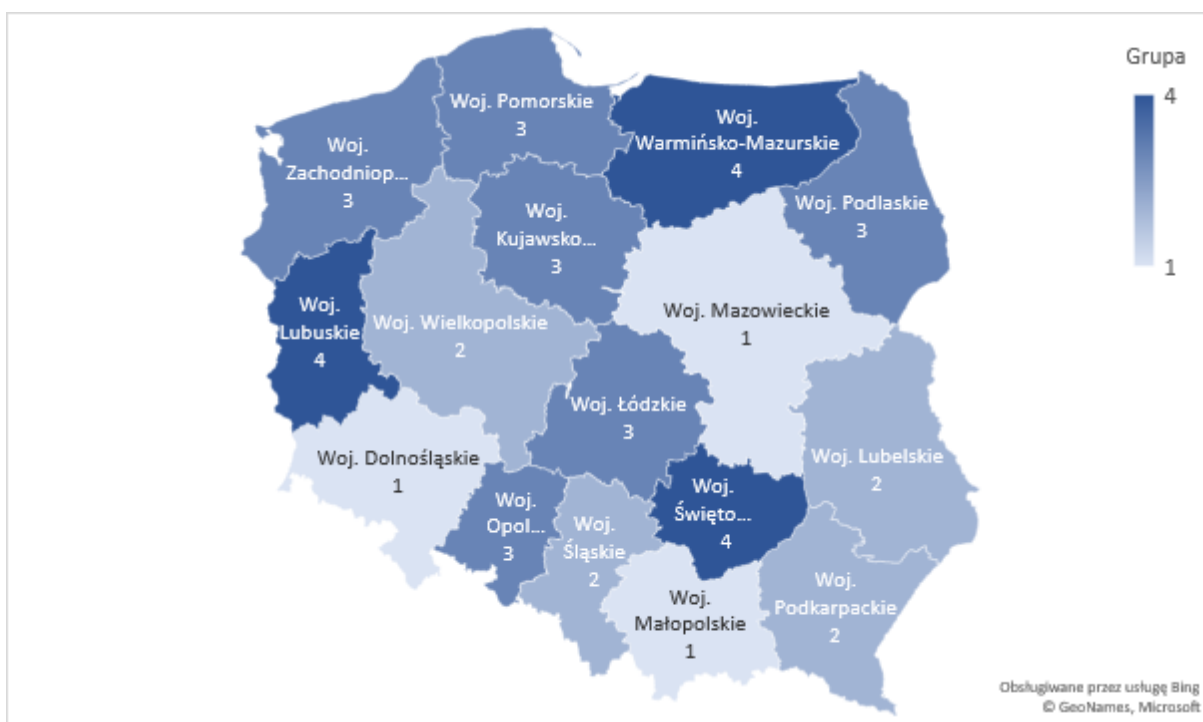 Grupa
4
1
Woj. Pomorskie
3
Woj.
Warmińsko-Mazurskie
4
Woj.
Zachodniop...
3
Woj. Podlaskie
3
Woj.
Kujawsko...
3
Woj.
Lubuskie
4
Woj. Wielkopolskie
2
Woj. Mazowieckie
1
Woj. Łódzkie
3
Woj. Dolnośląskie
1
Woj. Lubelskie
2
Woj.
Opol...
3
Woj.
Śląskie
2
Woj.
Święto...
4
Woj.
Małopolskie
1
Woj.
Podkarpackie
2
Obsługiwane przez usługę Bing
© GeoNames, Microsoft